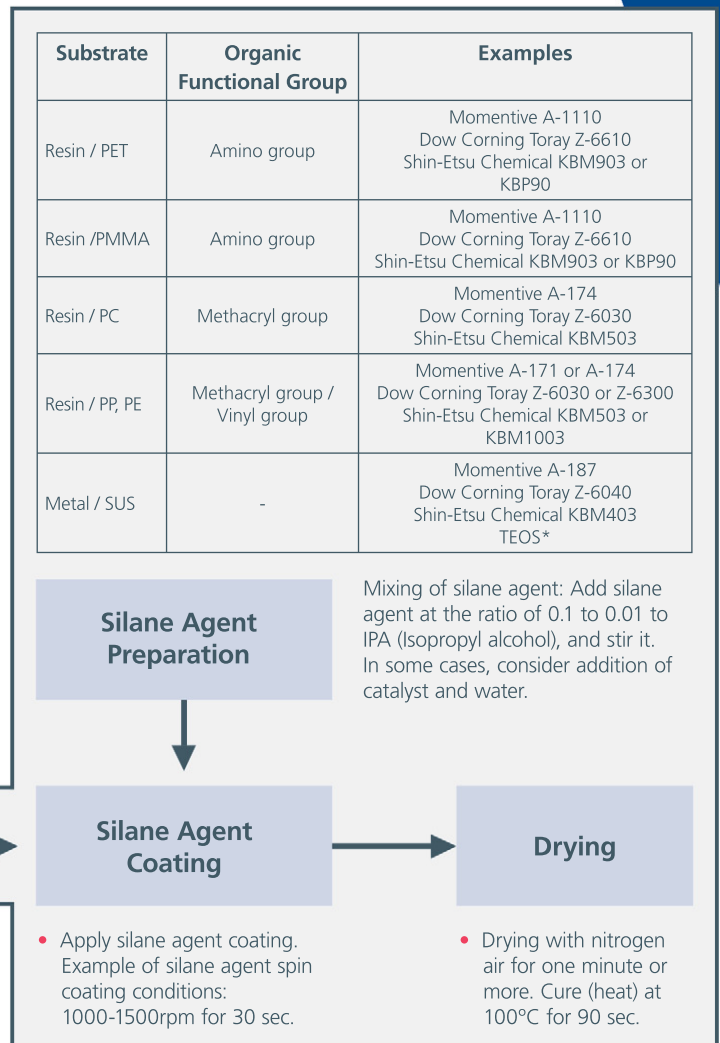 Substrate
Organic
Functional Group
Examples
Resin / PET
Amino group
Momentive A-1110
Dow Corning Toray Z-6610
Shin-Etsu Chemical KBM903 or
KBP90
Resin /PMMA
Amino group
Momentive A-1110
Dow Corning Toray Z-6610
Shin-Etsu Chemical KBM903 or KBP90
Resin / PC
Methacryl group
Momentive A-174
Dow Corning Toray Z-6030
Shin-Etsu Chemical KBM503
Resin / PP, PE
Methacryl group /
Vinyl group
Momentive A-171 or A-174
Dow Corning Toray Z-6030 or Z-6300
Shin-Etsu Chemical KBM503 or
KBM1003
Metal / SUS
-
Momentive A-187
Dow Corning Toray Z-6040
Shin-Etsu Chemical KBM403
TEOS*
Silane Agent
Preparation
Mixing of silane agent: Add silane
agent at the ratio of 0.1 to 0.01 to
IPA (Isopropyl alcohol), and stir it.
In some cases, consider addition of
catalyst and water.
Silane Agent
Coating
Drying
• Apply silane agent coating.
Example of silane agent spin
coating conditions:
1000-1500rpm for 30 sec.
• Drying with nitrogen
air for one minute or
more. Cure (heat) at
100ºC for 90 sec.